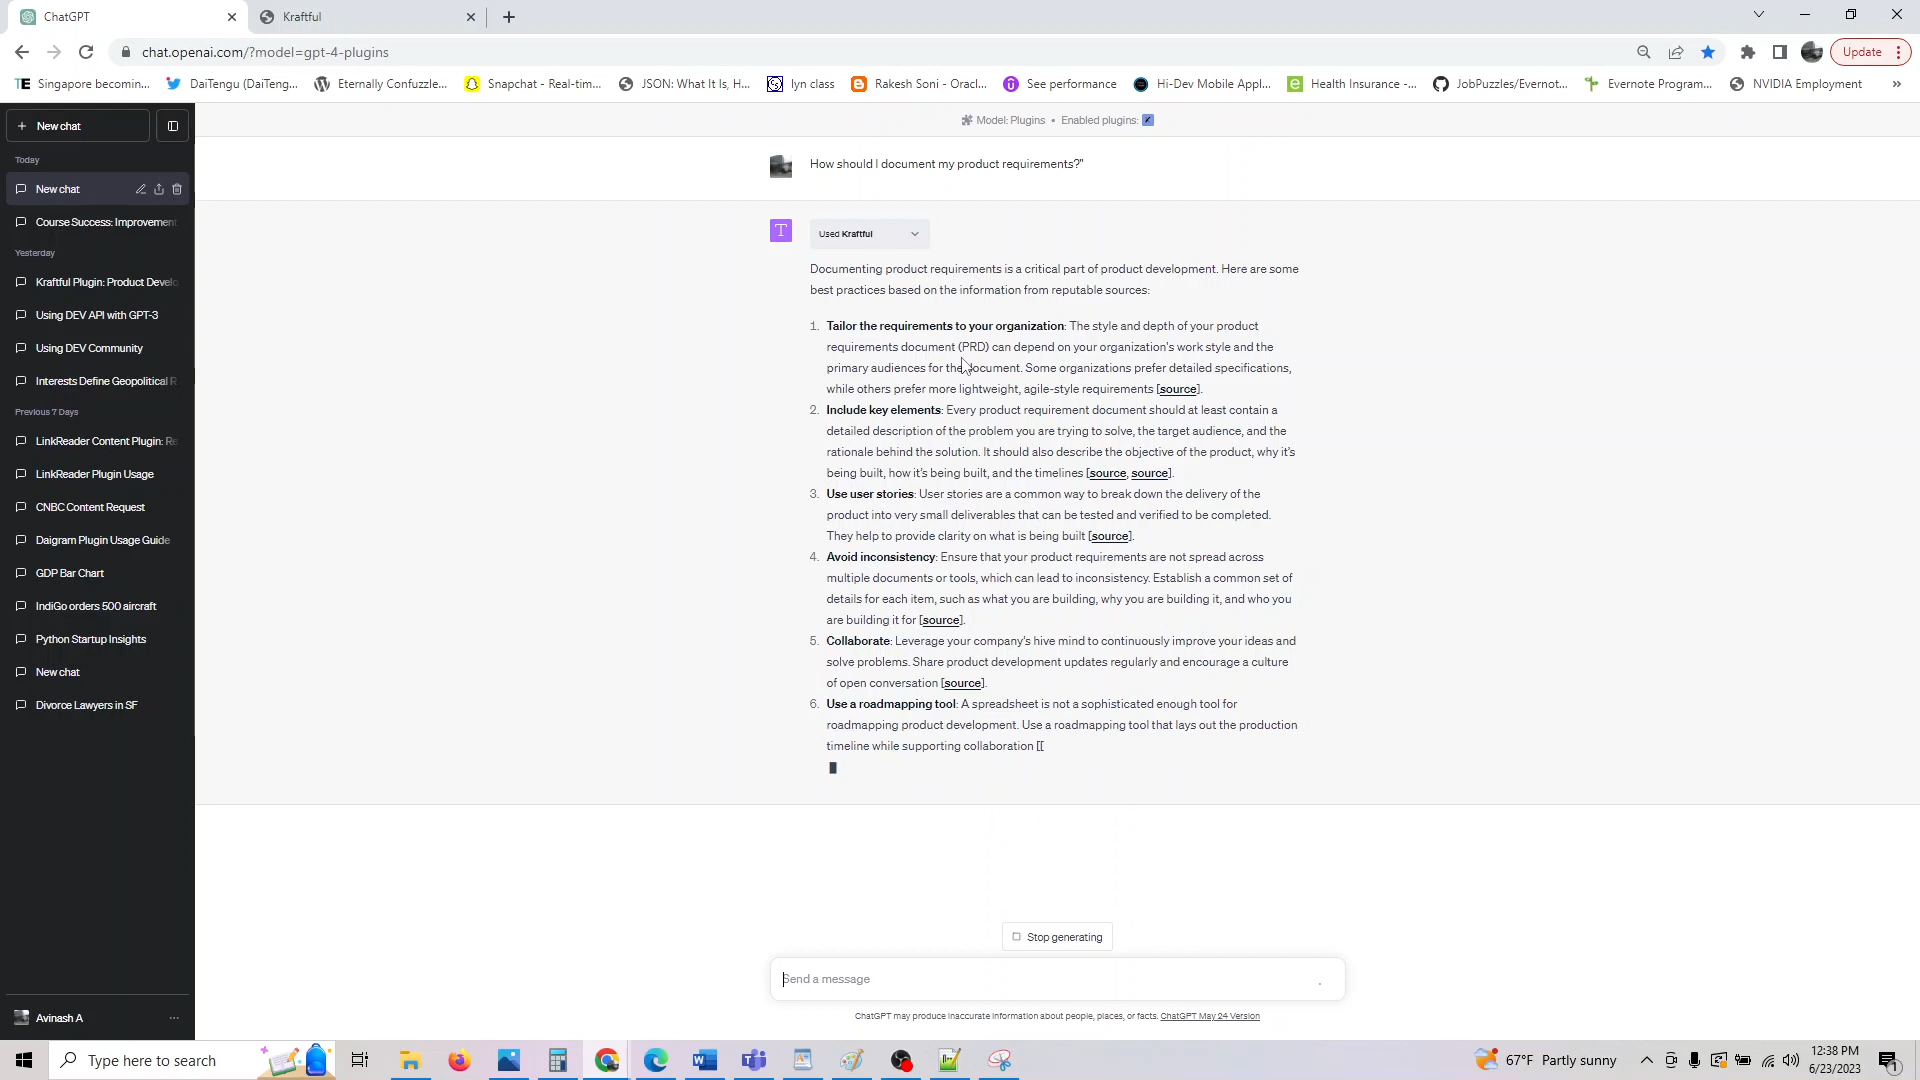 ChatGPT
Kraftful
chat.openai.com/?model=gpt-4-plugins
Update
Singapore becomin...
DaiTengu (DaiTeng...
Eternally Confuzzle...
Snapchat - Real-tim...
JSON: What It Is, H...
lyn class
Rakesh Soni - Oracl...
See performance
Hi-Dev Mobile Appl...
Health Insurance -...
JobPuzzles/Evernot...
Evernote Program...
NVIDIA Employment
New chat
Today
New chat
Course Success: Improvement
Yesterday
Kraftful Plugin: Product Develo
Using DEV API with GPT-3
Using DEV Community
Interests Define Geopolitical R
Previous 7 Days
LinkReader Content Plugin: Re
LinkReader Plugin Usage
CNBC Content Request
Daigram Plugin Usage Guide
GDP Bar Chart
IndiGo orders 500 aircraft
Python Startup Insights
New chat
Divorce Lawyers in SF
Avinash A
Model: Plugins • Enabled plugins:
How should I document my product requirements?"
T
Used Kraftful
Documenting product requirements is a critical part of product development. Here are some
best practices based on the information from reputable sources:
1. Tailor the requirements to your organization: The style and depth of your product
requirements document (PRD) can depend on your organization's work style and the
primary audiences for the document. Some organizations prefer detailed specifications,
while others prefer more lightweight, agile-style requirements [source].
2. Include key elements: Every product requirement document should at least contain a
detailed description of the problem you are trying to solve, the target audience, and the
rationale behind the solution. It should also describe the objective of the product, why it's
being built, how it's being built, and the timelines [source, source].
3. Use user stories: User stories are a common way to break down the delivery of the
product into very small deliverables that can be tested and verified to be completed.
They help to provide clarity on what is being built [source].
4. Avoid inconsistency: Ensure that your product requirements are not spread across
multiple documents or tools, which can lead to inconsistency. Establish a common set of
details for each item, such as what you are building, why you are building it, and who you
are building it for [source].
5. Collaborate: Leverage your company's hive mind to continuously improve your ideas and
solve problems. Share product development updates regularly and encourage a culture
of open conversation [source].
6. Use a roadmapping tool: A spreadsheet is not a sophisticated enough tool for
roadmapping product development. Use a roadmapping tool that lays out the production
timeline while supporting collaboration [[
Stop generating
Send a message
ChatGPT may produce inaccurate information about people, places, or facts. ChatGPT May 24 Version
Type here to search
67°F Partly sunny
12:38 PM
6/23/2023
1